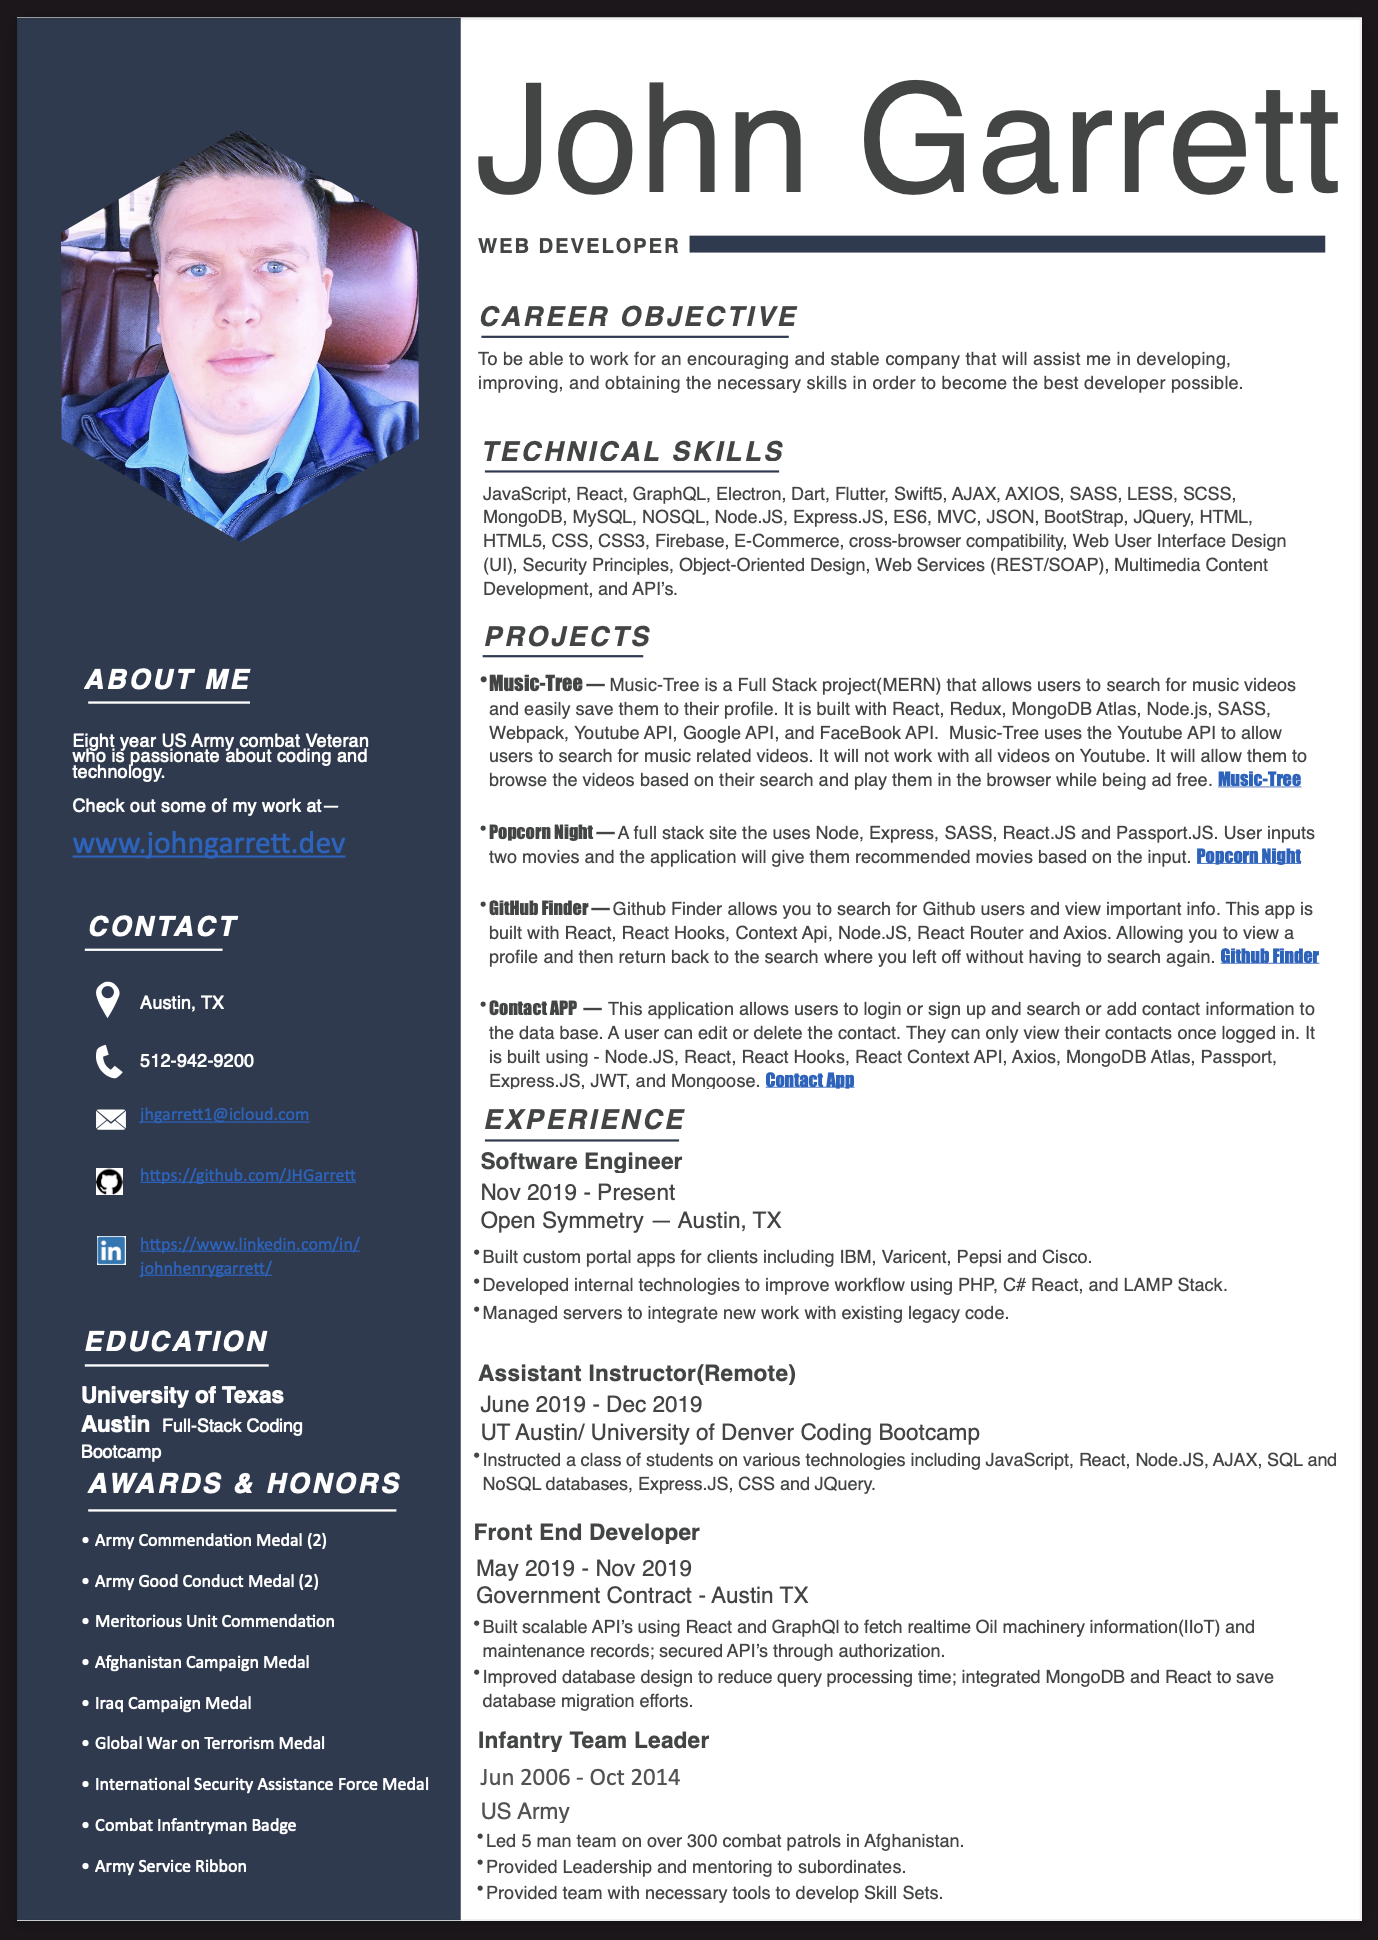 John Garrett
WEB DEVELOPER
CAREER OBJECTIVE
To be able to work for an encouraging and stable company that will assist me in developing,
improving, and obtaining the necessary skills in order to become the best developer possible.
TECHNICAL SKILLS
JavaScript, React, GraphQL, Electron, Dart, Flutter, Swift5, AJAX, AXIOS, SASS, LESS, SCSS,
MongoDB, MySQL, NOSQL, Node.JS, Express.JS, ES6, MVC, JSON, BootStrap, JQuery, HTML,
HTML5, CSS, CSS3, Firebase, E-Commerce, cross-browser compatibility, Web User Interface Design
(UI), Security Principles, Object-Oriented Design, Web Services (REST/SOAP), Multimedia Content
Development, and API’s.
PROJECTS
•Music-Tree — Music-Tree is a Full Stack project(MERN) that allows users to search for music videos
and easily save them to their profile. It is built with React, Redux, MongoDB Atlas, Node.js, SASS,
Webpack, Youtube API, Google API, and FaceBook API.  Music-Tree uses the Youtube API to allow
users to search for music related videos. It will not work with all videos on Youtube. It will allow them to
browse the videos based on their search and play them in the browser while being ad free. Music-Tree
•Popcorn Night — A full stack site the uses Node, Express, SASS, React.JS and Passport.JS. User inputs
two movies and the application will give them recommended movies based on the input. Popcorn Night
•GitHub Finder — Github Finder allows you to search for Github users and view important info. This app is
built with React, React Hooks, Context Api, Node.JS, React Router and Axios. Allowing you to view a
profile and then return back to the search where you left off without having to search again. Github Finder
•Contact APP — This application allows users to login or sign up and search or add contact information to
the data base. A user can edit or delete the contact. They can only view their contacts once logged in. It
is built using - Node.JS, React, React Hooks, React Context API, Axios, MongoDB Atlas, Passport,
Express.JS, JWT, and Mongoose. Contact App
EXPERIENCE
Software Engineer
Nov 2019 - Present
Open Symmetry — Austin, TX
•Built custom portal apps for clients including IBM, Varicent, Pepsi and Cisco.
•Developed internal technologies to improve workflow using PHP, C# React, and LAMP Stack.
•Managed servers to integrate new work with existing legacy code.
Assistant Instructor(Remote)
June 2019 - Dec 2019
UT Austin/ University of Denver Coding Bootcamp
•Instructed a class of students on various technologies including JavaScript, React, Node.JS, AJAX, SQL and
NoSQL databases, Express.JS, CSS and JQuery.
Front End Developer
May 2019 - Nov 2019
Government Contract - Austin TX
•Built scalable API’s using React and GraphQl to fetch realtime Oil machinery information(IIoT) and
maintenance records; secured API’s through authorization.
•Improved database design to reduce query processing time; integrated MongoDB and React to save
database migration efforts.
Infantry Team Leader
Jun 2006 - Oct 2014
US Army
•Led 5 man team on over 300 combat patrols in Afghanistan.
•Provided Leadership and mentoring to subordinates.
•Provided team with necessary tools to develop Skill Sets.
ABOUT ME
Eight year US Army combat Veteran
who is passionate about coding and
technology.
Check out some of my work at—
www.johngarrett.dev
CONTACT
Austin, TX
512-942-9200
jhgarrett1@icloud.com
https://github.com/JHGarrett
in
https://www.linkedin.com/in/
johnhenrygarrett/
EDUCATION
University of Texas
Austin  Full-Stack Coding
Bootcamp
AWARDS & HONORS
• Army Commendation Medal (2)
• Army Good Conduct Medal (2)
• Meritorious Unit Commendation
• Afghanistan Campaign Medal
• Iraq Campaign Medal
• Global War on Terrorism Medal
• International Security Assistance Force Medal
• Combat Infantryman Badge
• Army Service Ribbon